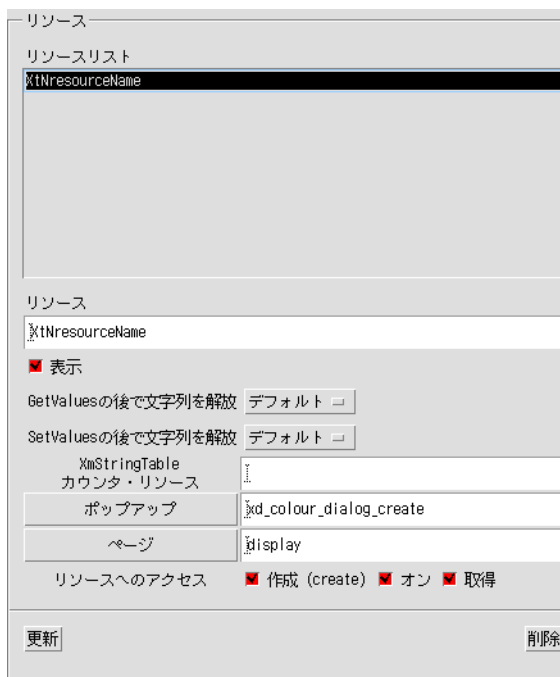 リソース
リソースリスト
XtNresourceName
リソース
XtNresourceName
表示
GetValuesの後で文字列を解放 デフォルト
SetValuesの後で文字列を解放 デフォルト
XmStringTable
カウンタ・リソース
ポップアップ xd_colour_dialog_create
ページ display
リソースへのアクセス 作成 (create) オン 取得
更新 削除